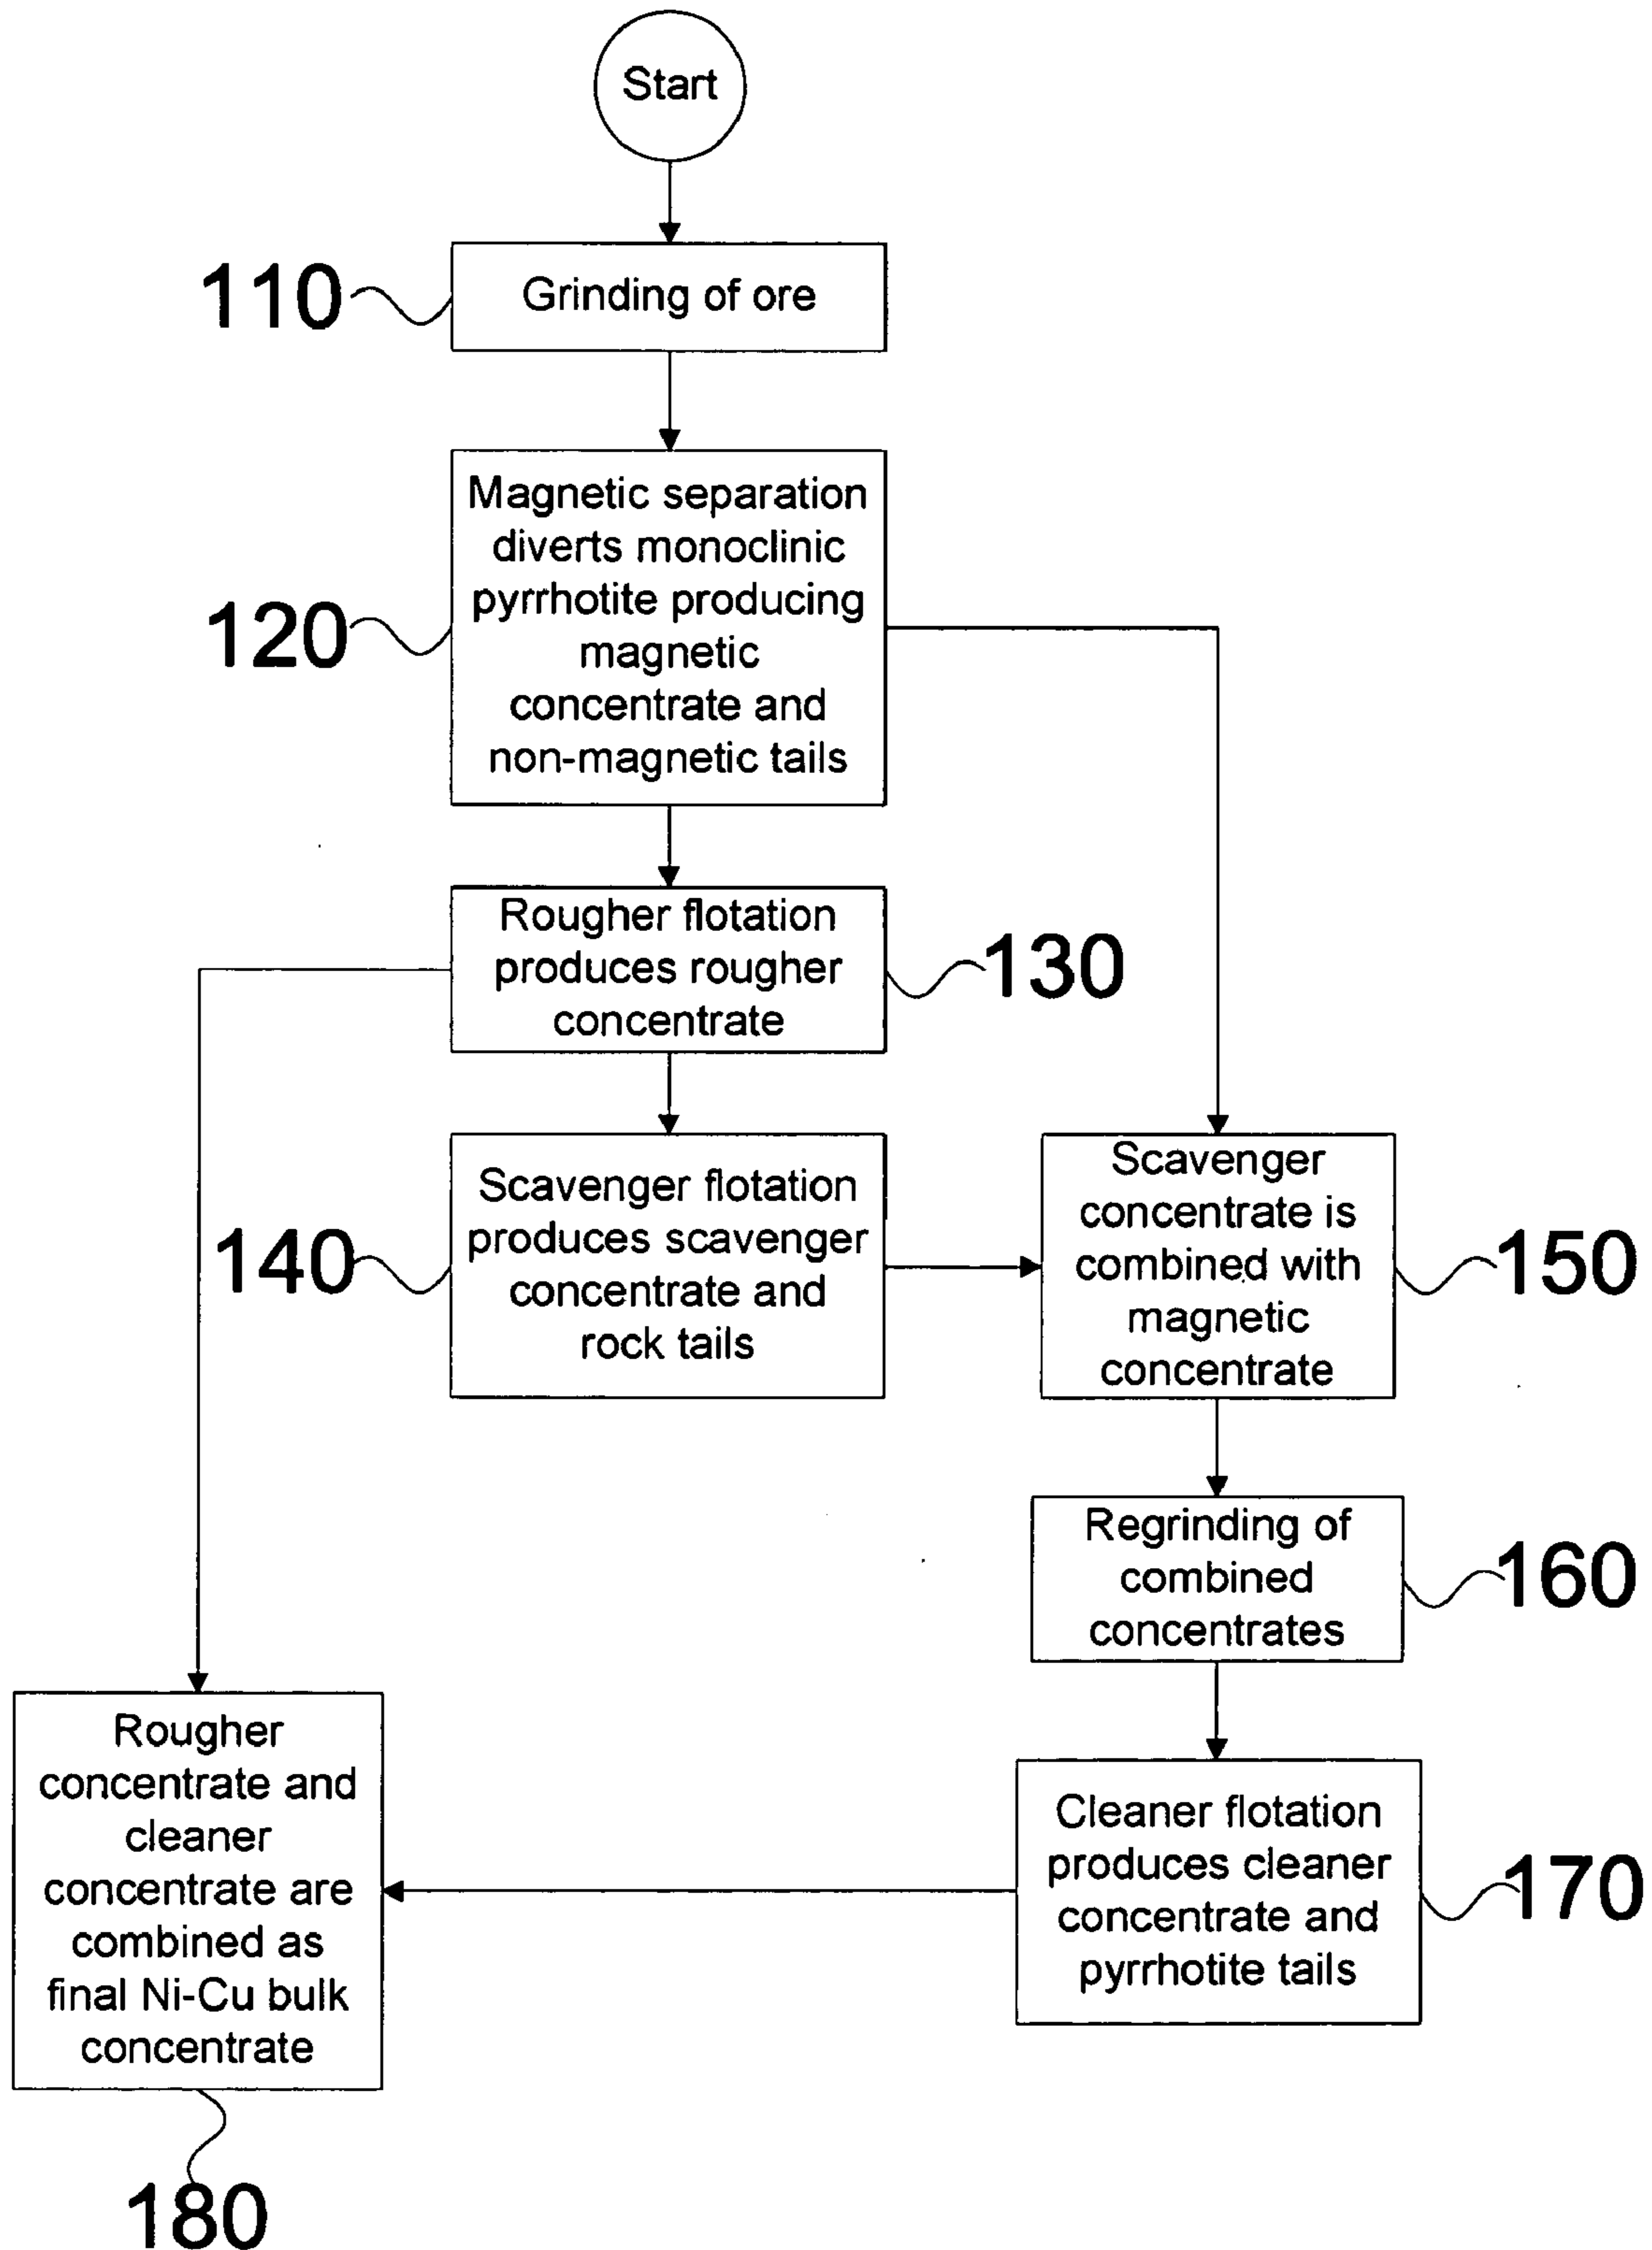 Start
110
Grinding of ore
120
Magnetic separation
diverts monoclinic
pyrrhotite producing
magnetic
concentrate and
non-magnetic tails
Rougher flotation
produces rougher
concentrate
130
140
Scavenger flotation
produces scavenger
concentrate and
rock tails
Scavenger
concentrate is
combined with
magnetic
concentrate
150
Regrinding of
combined
concentrates
160
Rougher
concentrate and
cleaner
concentrate are
combined as
final Ni-Cu bulk
concentrate
Cleaner flotation
produces cleaner
concentrate and
pyrrhotite tails
170
180